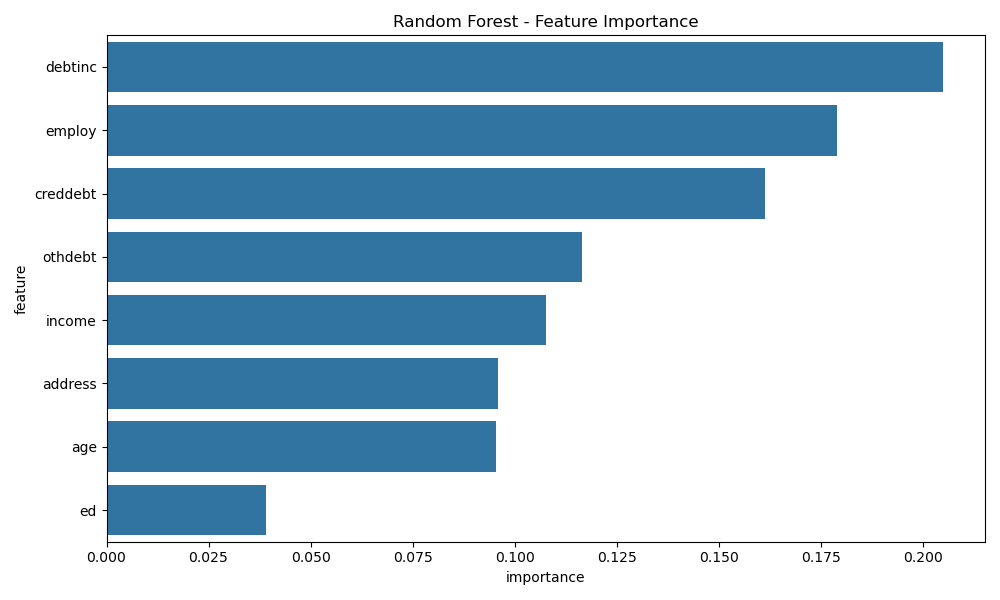 Random Forest - Feature Importance
debtinc
employ
creddebt
othdebt
income
address
age
ed
feature
0.000 0.025 0.050 0.075 0.100 0.125 0.150 0.175 0.200
importance